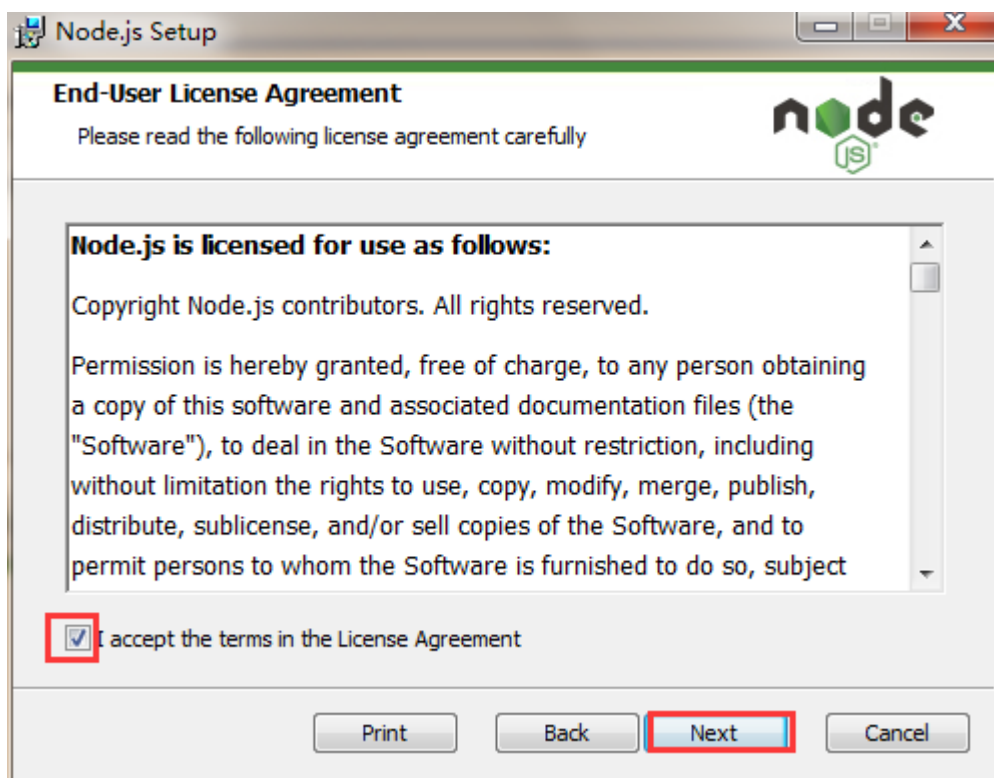 Node.js Setup
End-User License Agreement
Please read the following license agreement carefully
node
JS
Node.js is licensed for use as follows:
Copyright Node.js contributors. All rights reserved.
Permission is hereby granted, free of charge, to any person obtaining
a copy of this software and associated documentation files (the
"Software"), to deal in the Software without restriction, including
without limitation the rights to use, copy, modify, merge, publish,
distribute, sublicense, and/or sell copies of the Software, and to
permit persons to whom the Software is furnished to do so, subject
I accept the terms in the License Agreement
Print Back Next Cancel